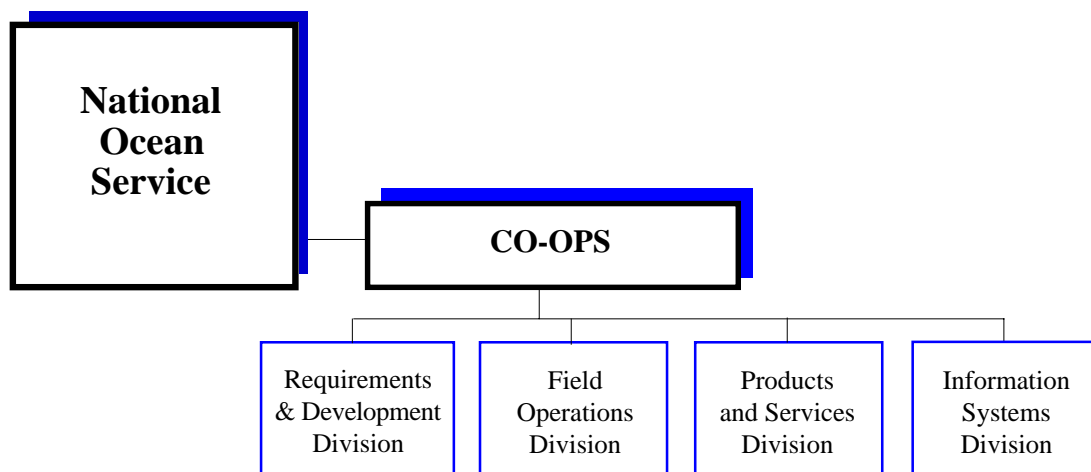 National
Ocean
Service
CO-OPS
Requirements
& Development
Division
Field
Operations
Division
Products
and Services
Division
Information
Systems
Division